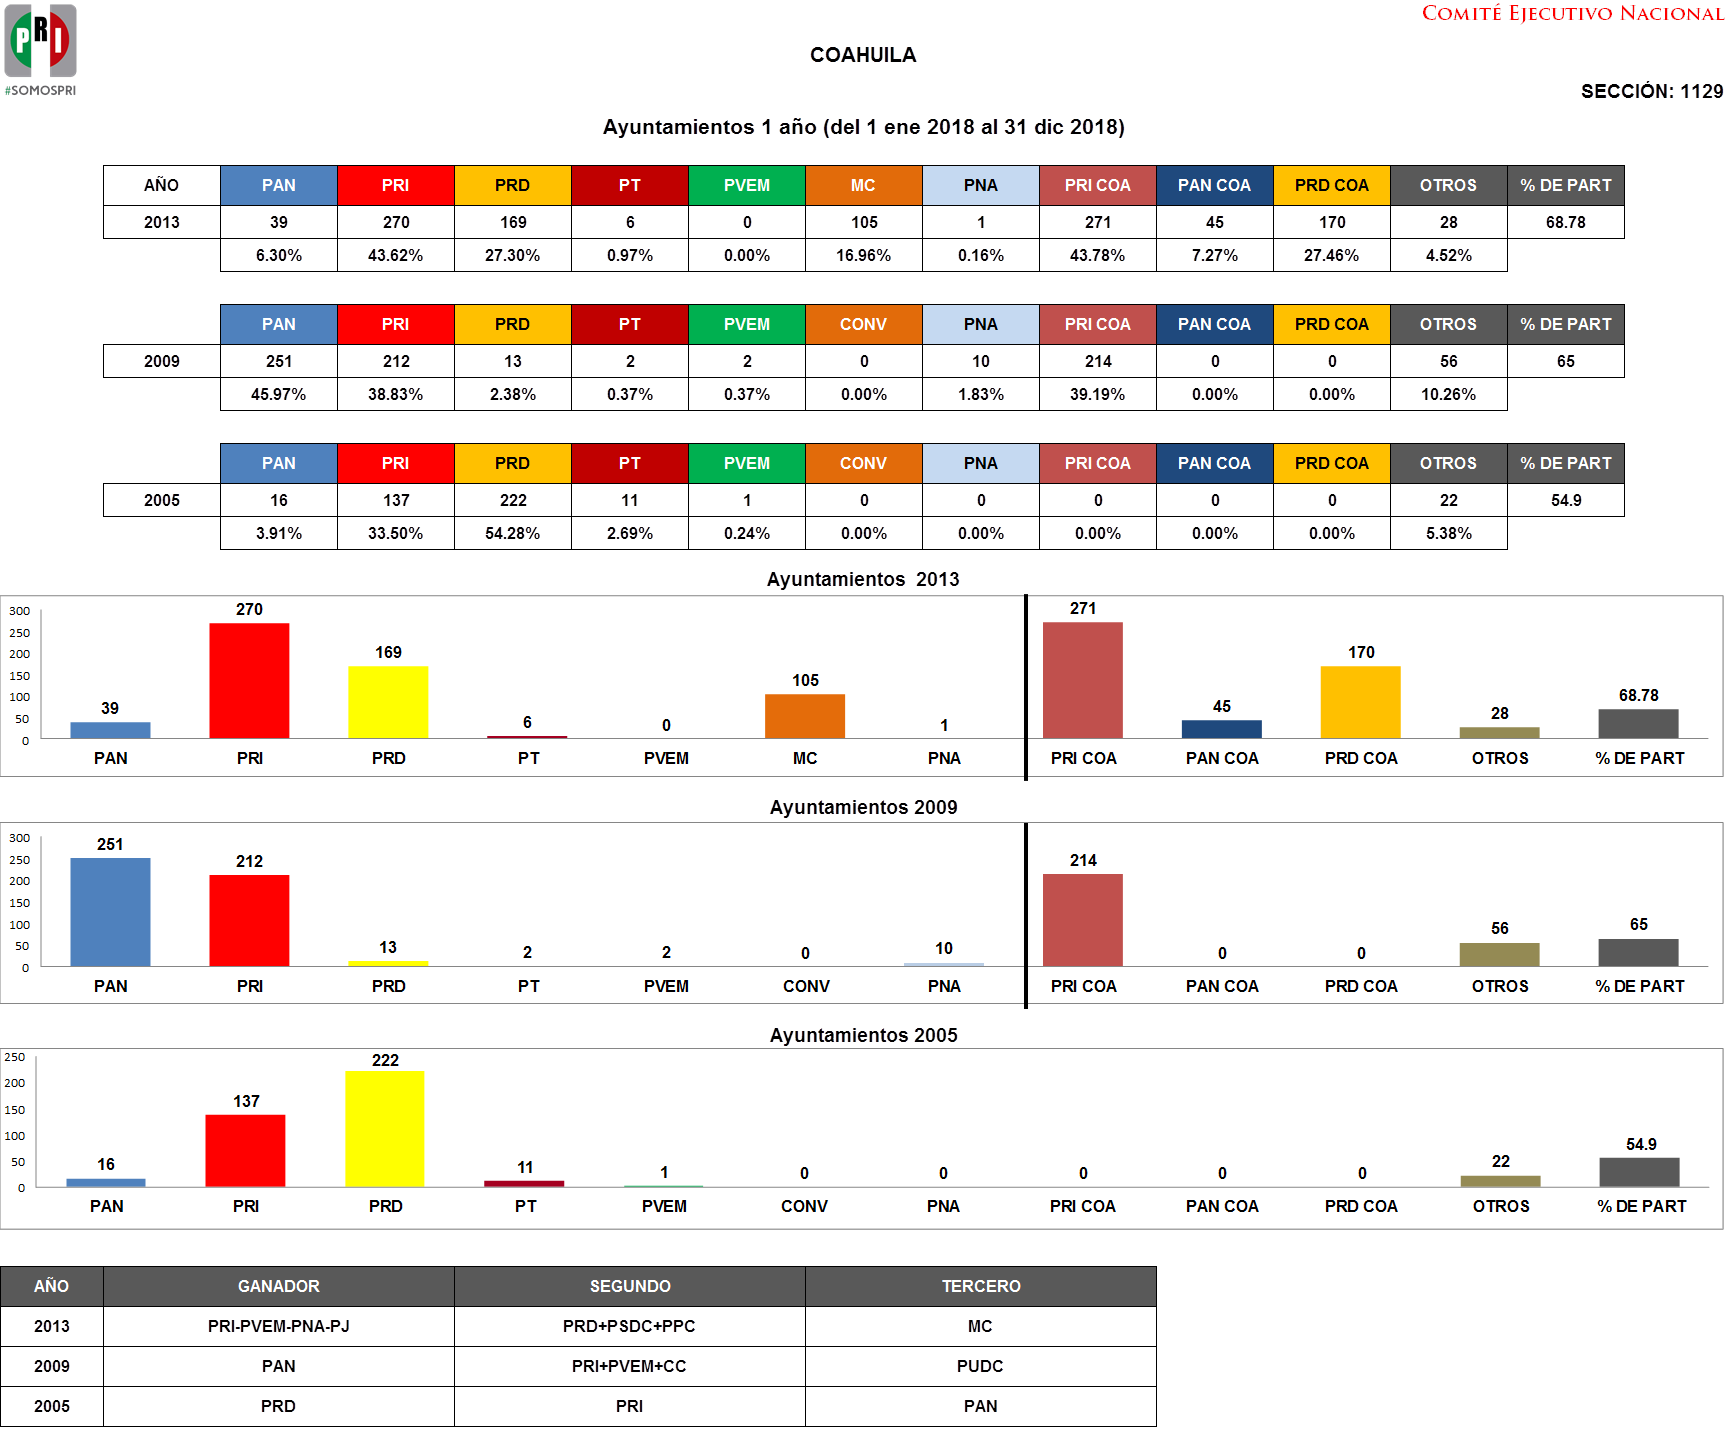 PRI
#SOMOSPRI
COMITÉ EJECUTIVO NACIONAL
COAHUILA
SECCIÓN: 1129
Ayuntamientos 1 año (del 1 ene 2018 al 31 dic 2018)
AÑO PAN PRI PRD PT PVEM MC PNA PRI COA PAN COA PRD COA OTROS % DE PART
2013 39 270 169 6 0 105 1 271 45 170 28 68.78
6.30% 43.62% 27.30% 0.97% 0.00% 16.96% 0.16% 43.78% 7.27% 27.46% 4.52%
PAN PRI PRD PT PVEM CONV PNA PRI COA PAN COA PRD COA OTROS % DE PART
2009 251 212 13 2 2 0 10 214 0 0 56 65
45.97% 38.83% 2.38% 0.37% 0.37% 0.00% 1.83% 39.19% 0.00% 0.00% 10.26%
PAN PRI PRD PT PVEM CONV PNA PRI COA PAN COA PRD COA OTROS % DE PART
2005 16 137 222 11 1 0 0 0 0 0 22 54.9
3.91% 33.50% 54.28% 2.69% 0.24% 0.00% 0.00% 0.00% 0.00% 0.00% 5.38%
Ayuntamientos 2013
300
250
200
150
100
50
0
39 270 169 6 0 105 1 271 45 170 28 68.78
PAN PRI PRD PT PVEM MC PNA PRI COA PAN COA PRD COA OTROS % DE PART
Ayuntamientos 2009
300
250
200
150
100
50
0
251 212 13 2 2 0 10 214 0 0 56 65
PAN PRI PRD PT PVEM CONV PNA PRI COA PAN COA PRD COA OTROS % DE PART
Ayuntamientos 2005
250
200
150
100
50
0
16 137 222 11 1 0 0 0 0 0 22 54.9
PAN PRI PRD PT PVEM CONV PNA PRI COA PAN COA PRD COA OTROS % DE PART
AÑO GANADOR SEGUNDO TERCERO
2013 PRI-PVEM-PNA-PJ PRD+PSDC+PPC MC
2009 PAN PRI+PVEM+CC PUDC
2005 PRD PRI PAN